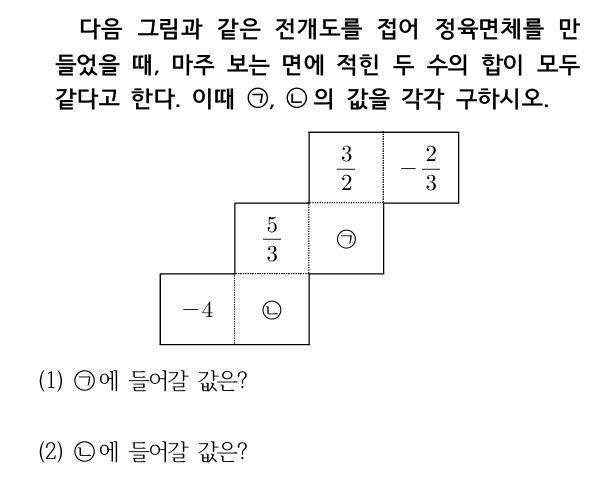 다음 그림과 같은 전개도를 접어 정육면체를 만
들었을 때, 마주 보는 면에 적힌 두 수의 합이 모두
같다고 한다. 이때 ㉠, ㉡의 값을 각각 구하시오.
3/2 -2/3
5/3 ㉠
-4 ㉡
(1) ㉠에 들어갈 값은?
(2) ㉡에 들어갈 값은?